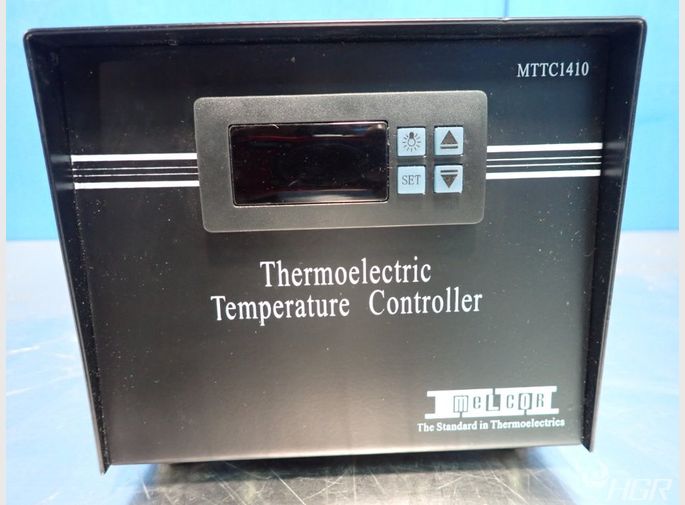 MTTC1410
SET
Thermoelectric
Temperature Controller
MELCOR
The Standard in Thermoelectrics
HGR